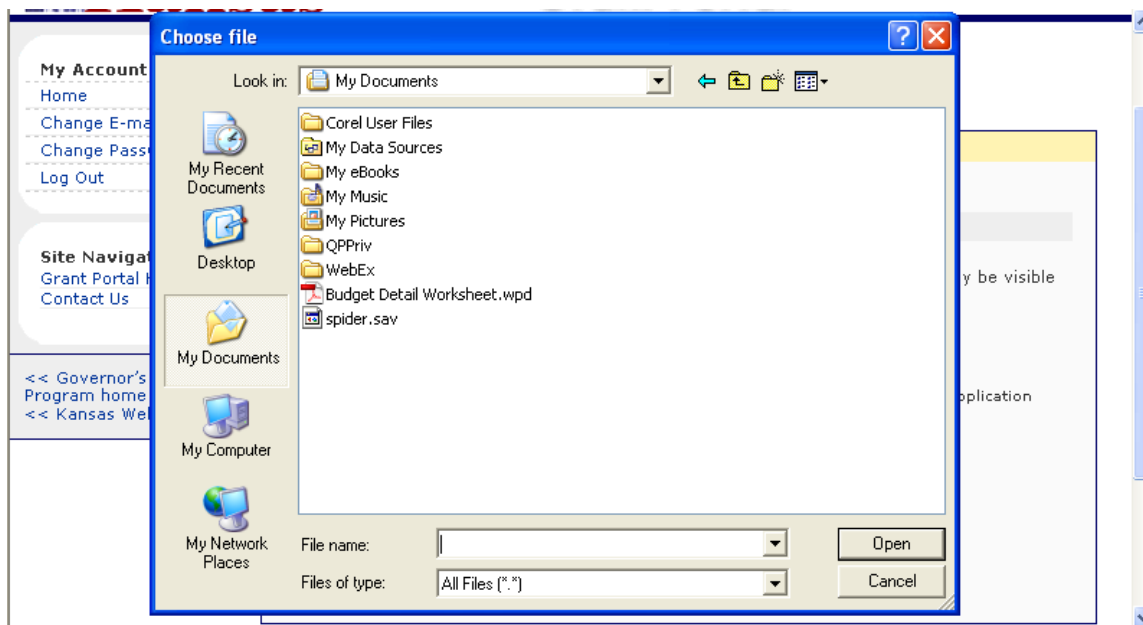 Choose file
My Account
Home
Change E-ma
Change Pass
Log Out
Site Navigat
Grant Portal
Contact Us
<< Governor's
Program home
<< Kansas We
Look in:
My Documents
My Recent
Documents
Desktop
My Documents
My Computer
My Network
Places
Corel User Files
My Data Sources
My eBooks
My Music
My Pictures
QPPriv
WebEx
Budget Detail Worksheet.wpd
spider.sav
File name:
Open
Files of type:
All Files (*.*)
Cancel
y be visible
pplication